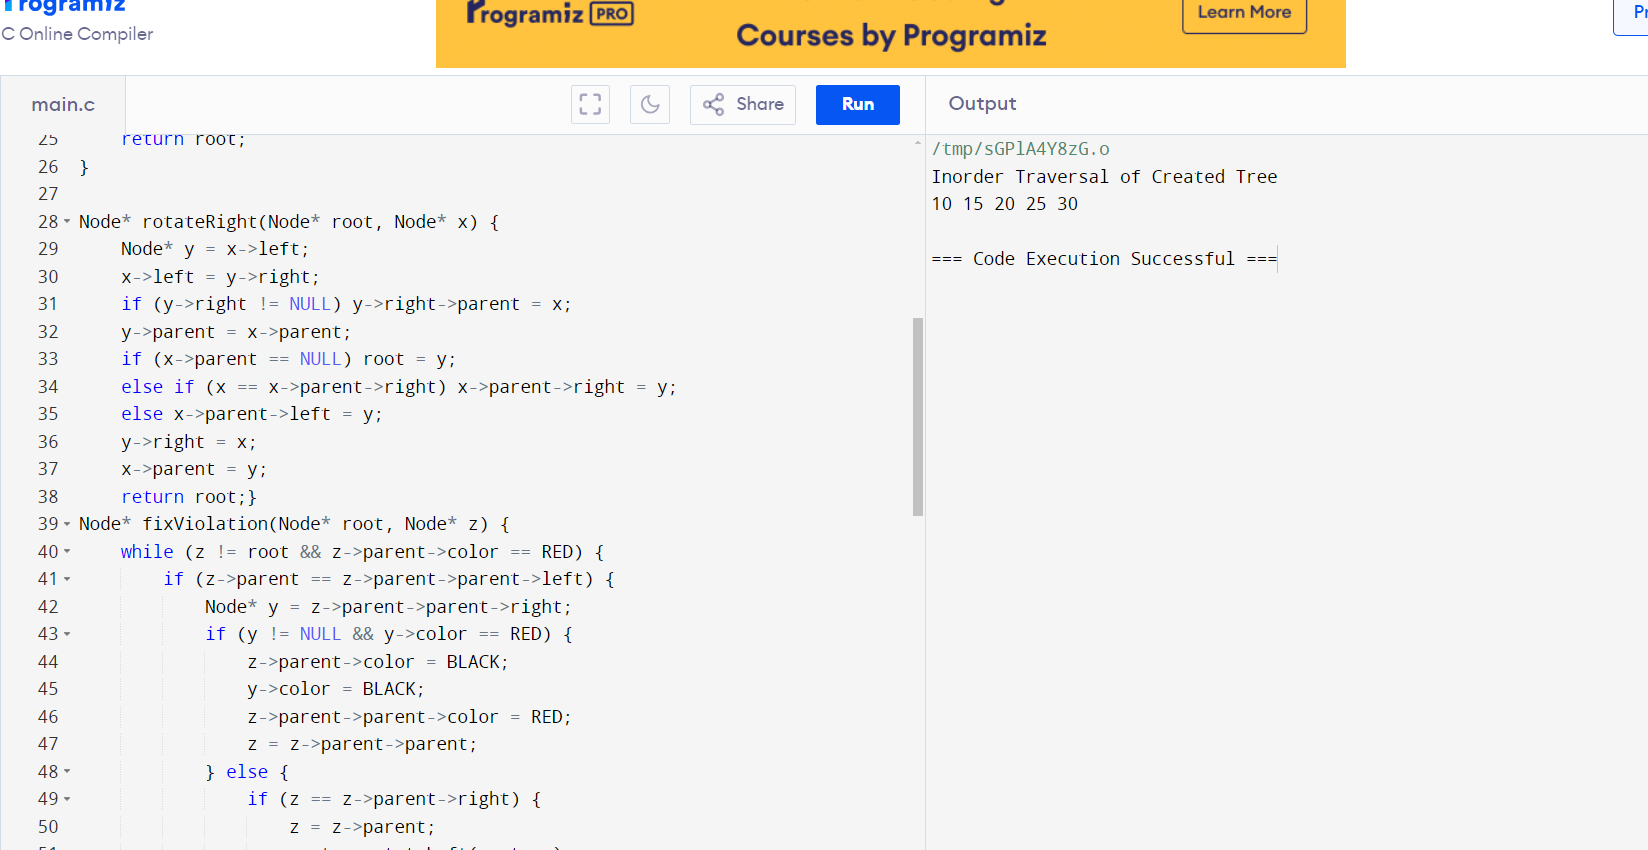 Programiz
C Online Compiler
Programiz PRO
Courses by Programiz
Learn More
main.c
Share
Run
Output
25 return root;
26 }
27
28 Node* rotateRight(Node* root, Node* x) {
29 Node* y = x->left;
30 x->left = y->right;
31 if (y->right != NULL) y->right->parent = x;
32 y->parent = x->parent;
33 if (x->parent == NULL) root = y;
34 else if (x == x->parent->right) x->parent->right = y;
35 else x->parent->left = y;
36 y->right = x;
37 x->parent = y;
38 return root;}
39 Node* fixViolation(Node* root, Node* z) {
40 while (z != root && z->parent->color == RED) {
41 if (z->parent == z->parent->parent->left) {
42 Node* y = z->parent->parent->right;
43 if (y != NULL && y->color == RED) {
44 z->parent->color = BLACK;
45 y->color = BLACK;
46 z->parent->parent->color = RED;
47 z = z->parent->parent;
48 } else {
49 if (z == z->parent->right) {
50 z = z->parent;
/tmp/sGPlA4Y8zG.o
Inorder Traversal of Created Tree
10 15 20 25 30
=== Code Execution Successful ===